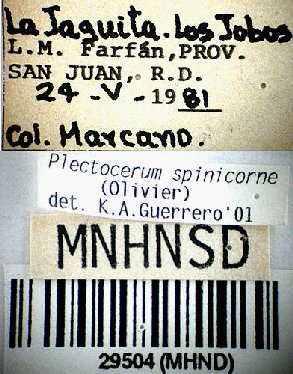 La Jaguita. Los Jobos
L.M. Farfán, PROV.
SAN JUAN, R.D.
24 -V- 1981
Col. Marcano.
Plectocerum spinicorne
(Olivier)
det. K.A.Guerrero'01
MNHNSD
29504 (MHND)